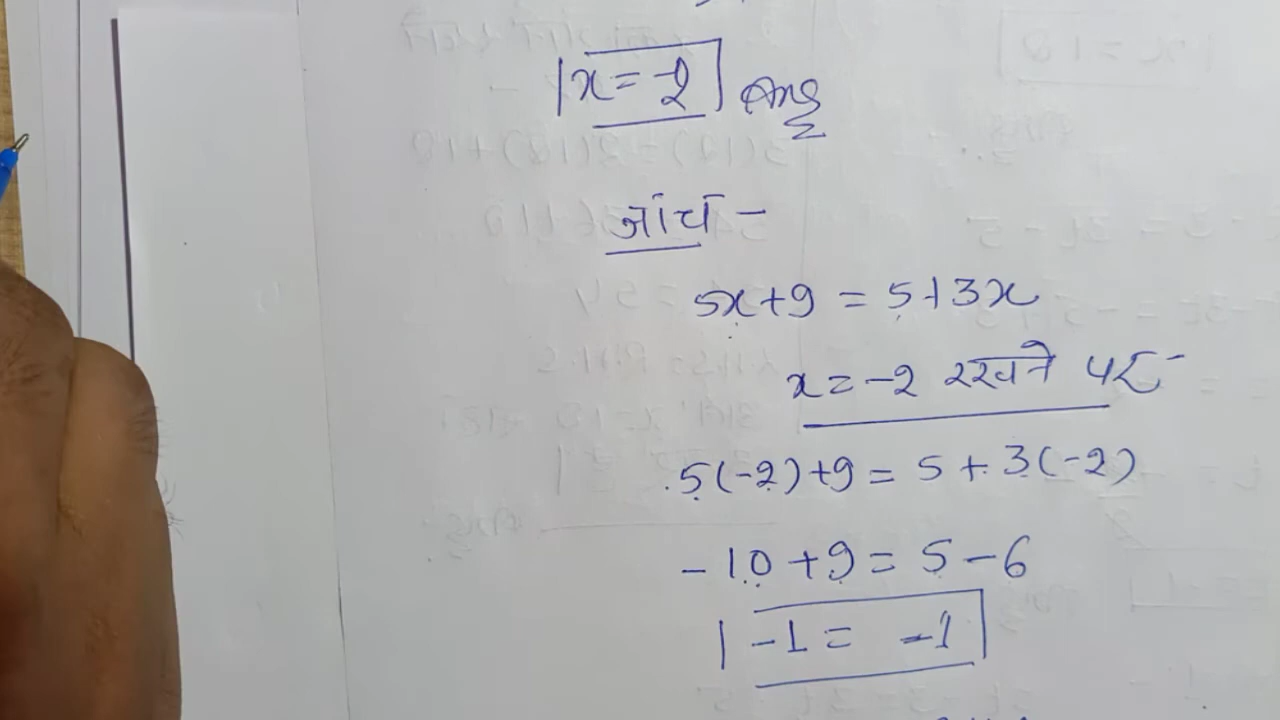 x = -2 Ans
जांच -
5x+9 = 5+3x
x = -2 रखने पर -
5(-2)+9 = 5+3(-2)
-10+9 = 5-6
-1 = -1